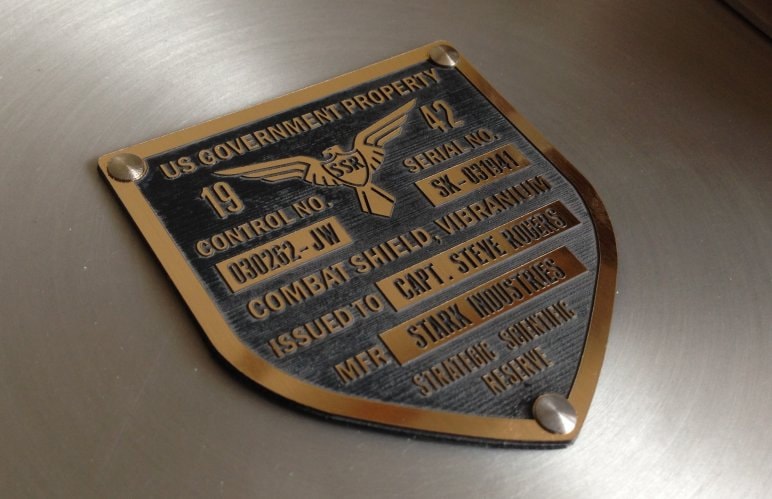 US GOVERNMENT PROPERTY
19 SSR 42
CONTROL NO. SERIAL NO.
030262-JW SK-031941
COMBAT SHIELD, VIBRANIUM
ISSUED TO CAPT. STEVE ROGERS
MFR STARK INDUSTRIES
STRATEGIC SCIENTIFIC
RESERVE